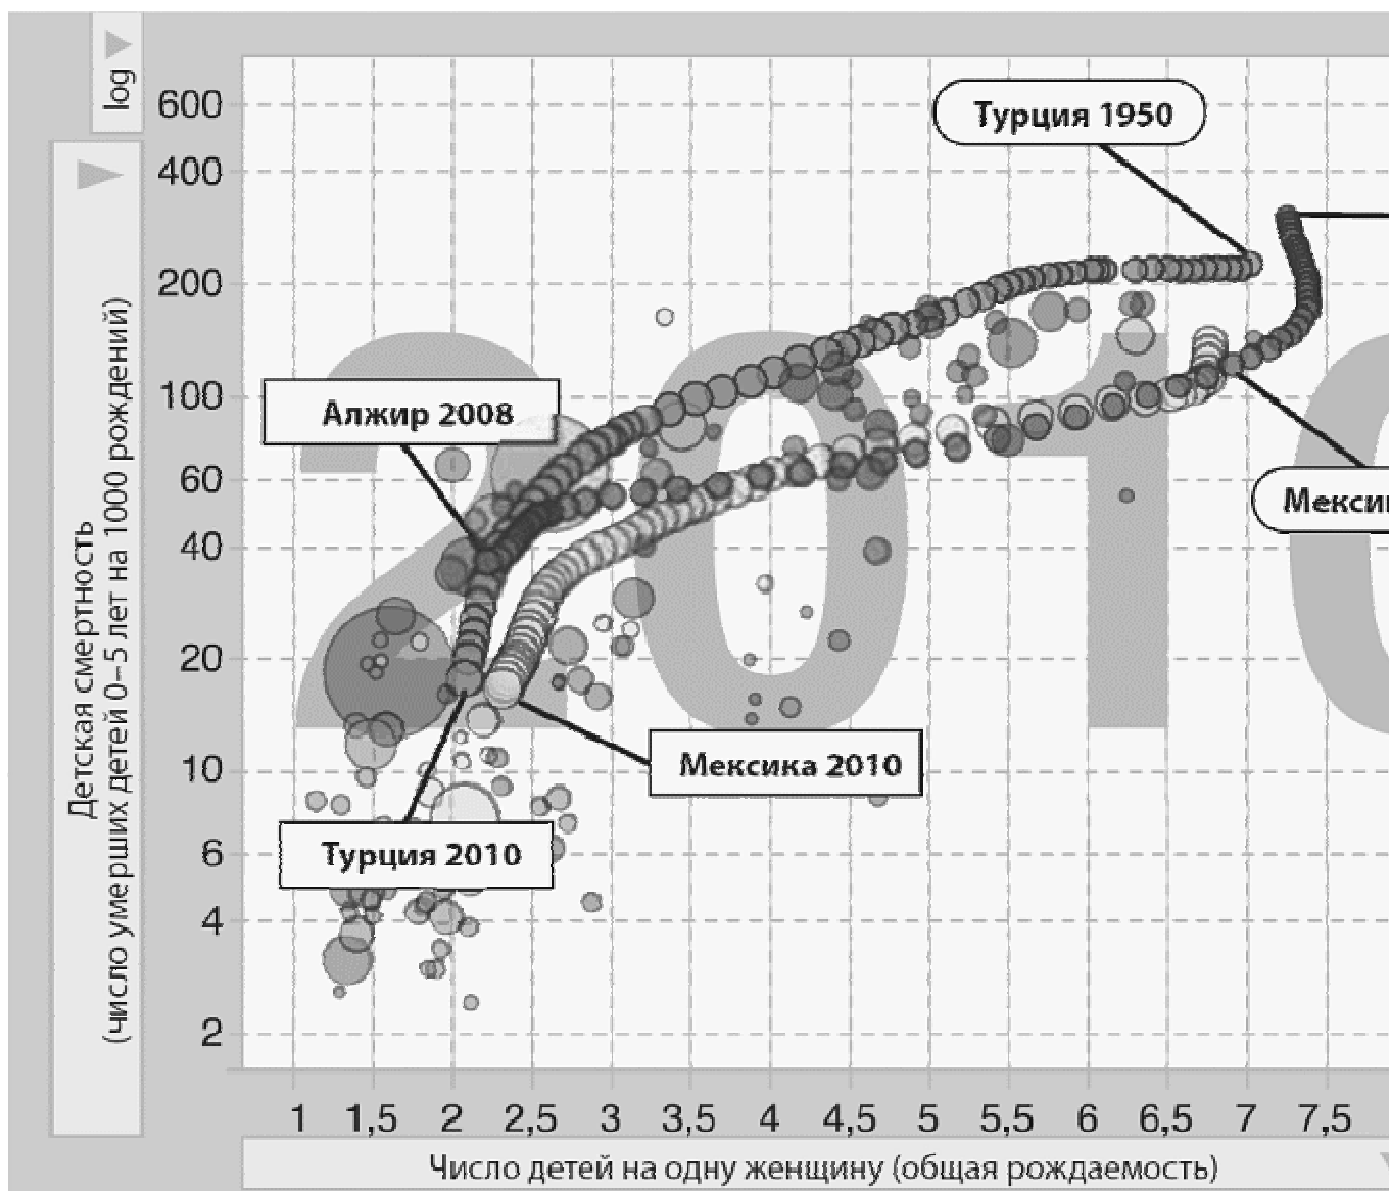 log
Детская смертность
(число умерших детей 0–5 лет на 1000 рождений)
600
400
200
100
60
40
20
10
6
4
2
Турция 1950
Алжир 2008
Мексика 2010
Турция 2010
2010
1 1,5 2 2,5 3 3,5 4 4,5 5 5,5 6 6,5 7 7,5
Число детей на одну женщину (общая рождаемость)